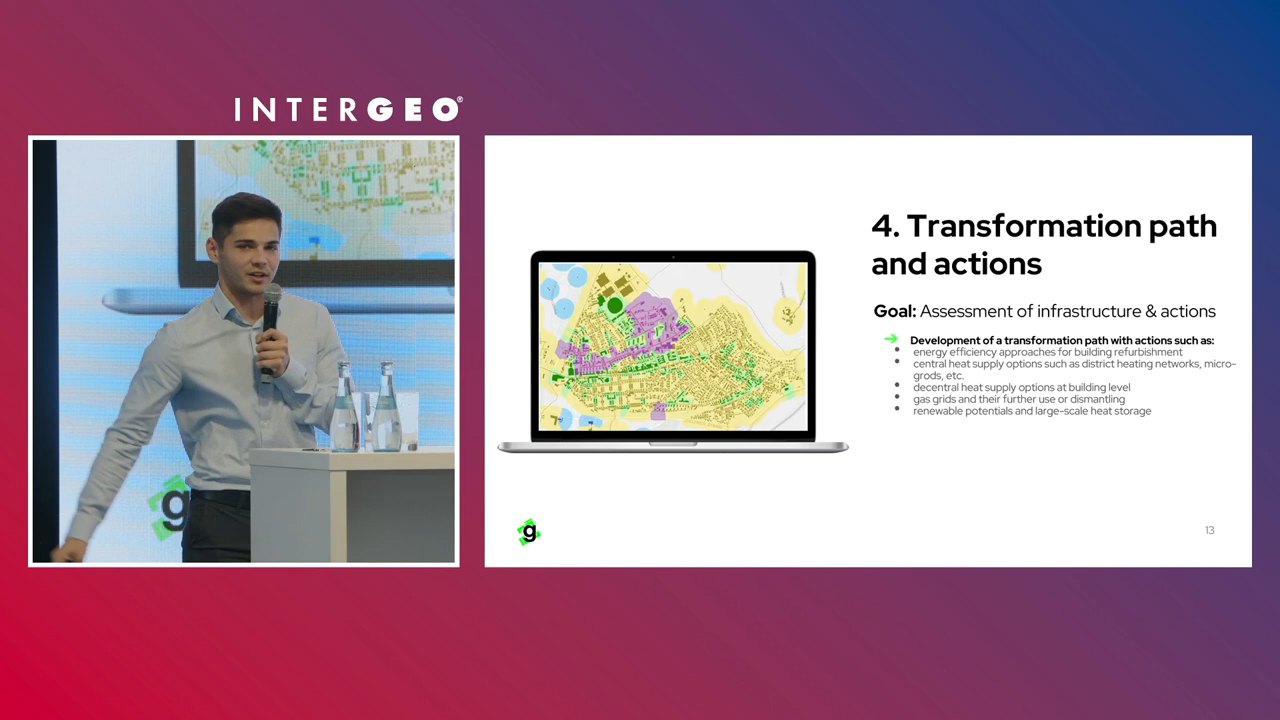 INTERGEO®
4. Transformation path
and actions
Goal: Assessment of infrastructure & actions
➔ Development of a transformation path with actions such as:
• energy efficiency approaches for building refurbishment
• central heat supply options such as district heating networks, micro-
grods, etc.
• decentral heat supply options at building level
• gas grids and their further use or dismantling
• renewable potentials and large-scale heat storage
g
g
13